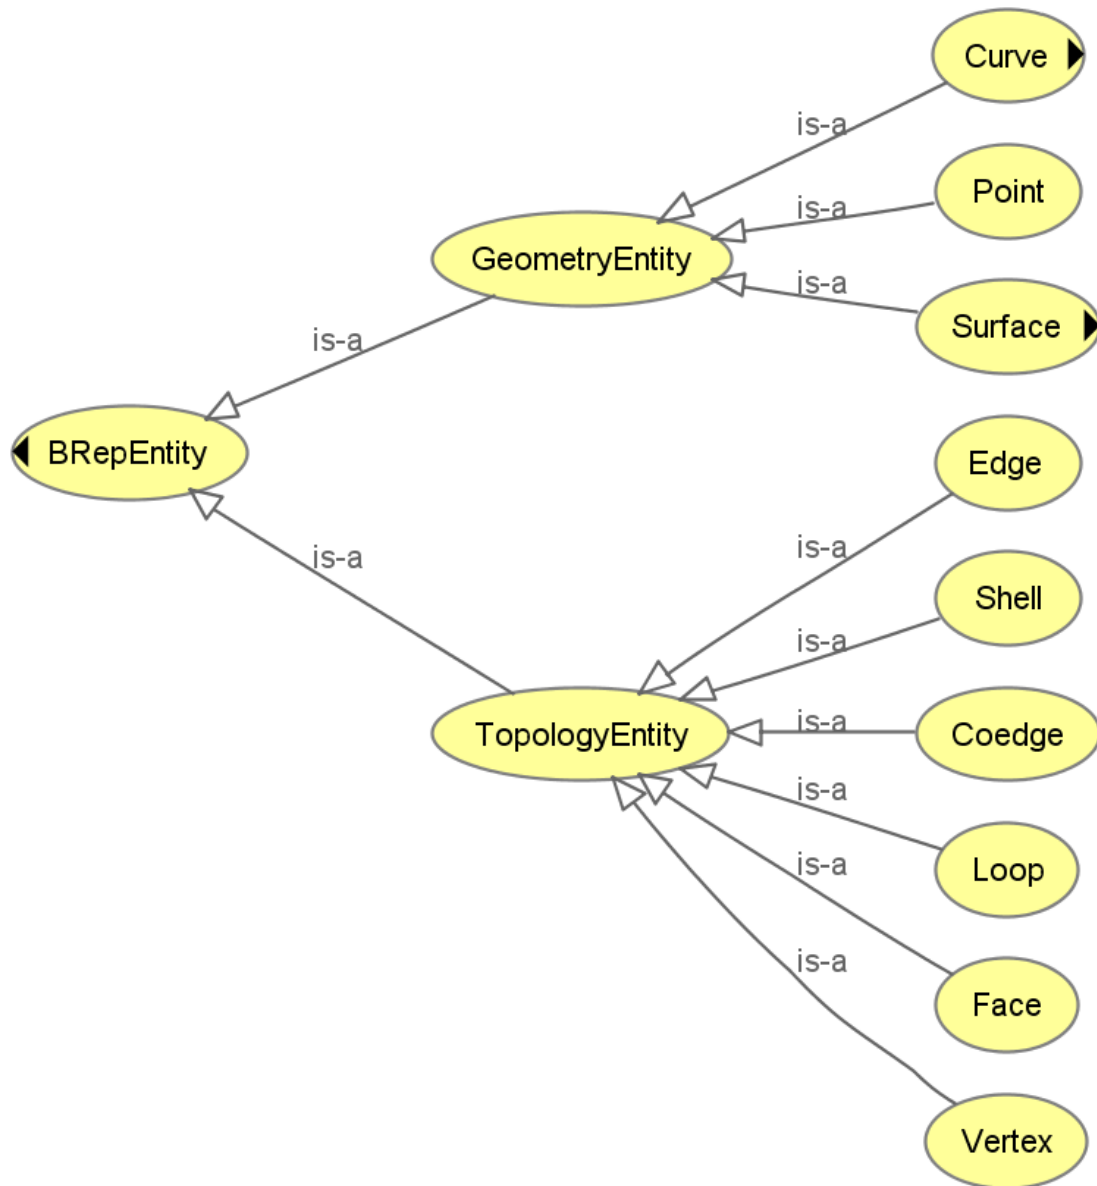 Curve
is-a
Point
is-a
GeometryEntity
is-a
Surface
is-a
BRepEntity
Edge
is-a
is-a
Shell
is-a
TopologyEntity
is-a
Coedge
is-a
Loop
is-a
Face
is-a
Vertex